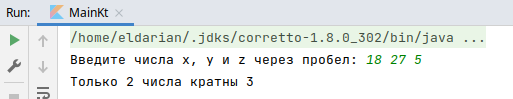 Run: MainKt ×
/home/eldarian/.jdks/corretto-1.8.0_302/bin/java ...
Введите числа x, y и z через пробел: 18 27 5
Только 2 числа кратны 3